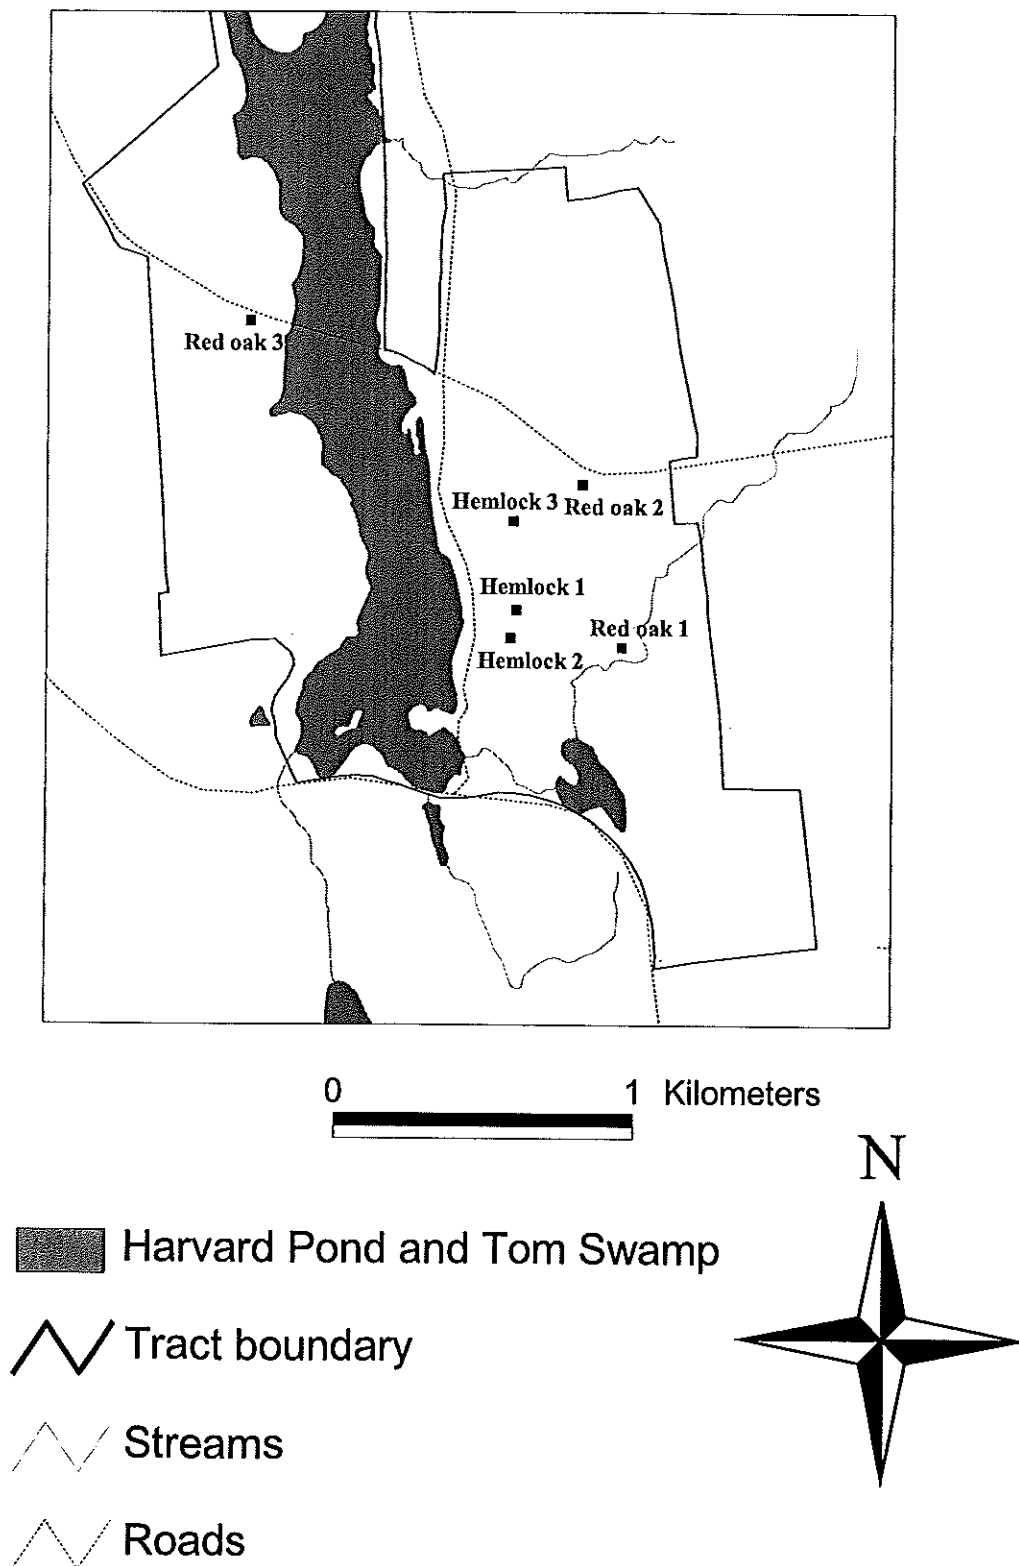 Red oak 3
Hemlock 3
Red oak 2
Hemlock 1
Red oak 1
Hemlock 2
0 1 Kilometers
N
Harvard Pond and Tom Swamp
Tract boundary
Streams
Roads